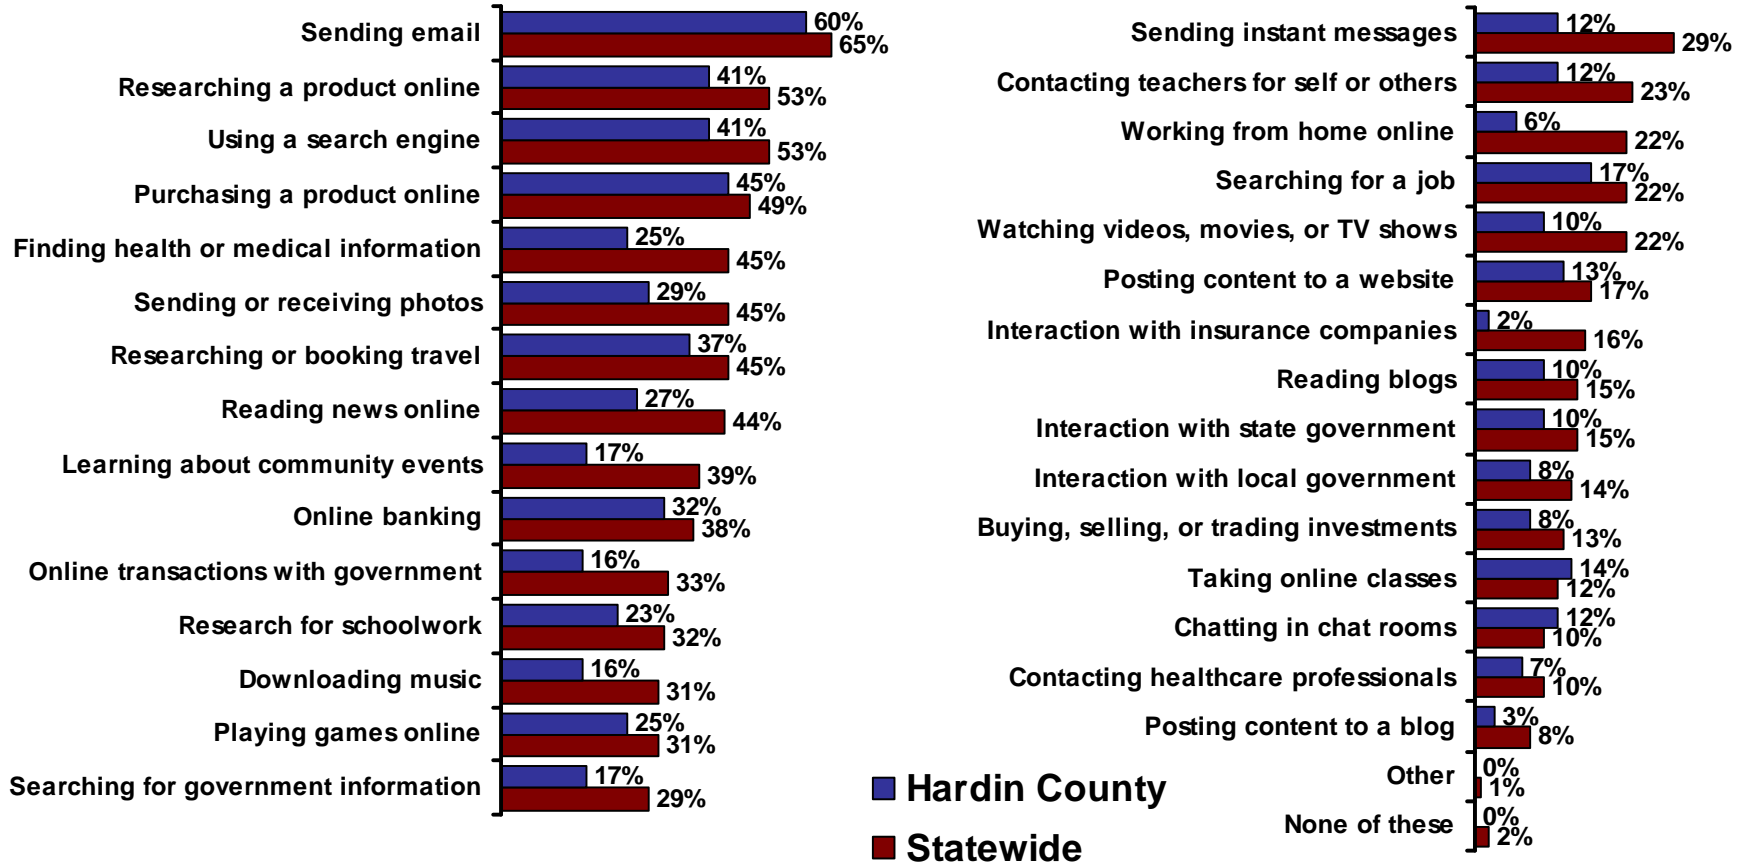 Sending email
60%
65%
Researching a product online
41%
53%
Using a search engine
41%
53%
Purchasing a product online
45%
49%
Finding health or medical information
25%
45%
Sending or receiving photos
29%
45%
Researching or booking travel
37%
45%
Reading news online
27%
44%
Learning about community events
17%
39%
Online banking
32%
38%
Online transactions with government
16%
33%
Research for schoolwork
23%
32%
Downloading music
16%
31%
Playing games online
25%
31%
Searching for government information
17%
29%
Sending instant messages
12%
29%
Contacting teachers for self or others
12%
23%
Working from home online
6%
22%
Searching for a job
17%
22%
Watching videos, movies, or TV shows
10%
22%
Posting content to a website
13%
17%
Interaction with insurance companies
2%
16%
Reading blogs
10%
15%
Interaction with state government
10%
15%
Interaction with local government
8%
14%
Buying, selling, or trading investments
8%
13%
Taking online classes
14%
12%
Chatting in chat rooms
12%
10%
Contacting healthcare professionals
7%
10%
Posting content to a blog
3%
8%
Other
0%
1%
None of these
0%
2%
Hardin County
Statewide